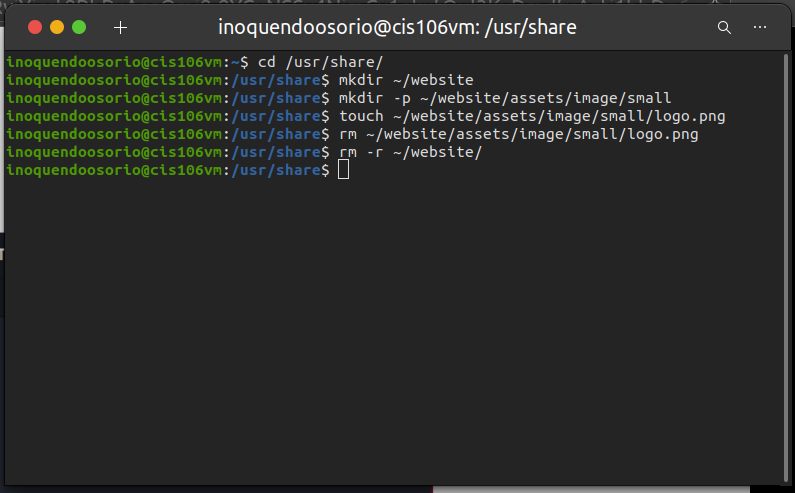 inoquendoosorio@cis106vm: /usr/share
inoquendoosorio@cis106vm:~$ cd /usr/share/
inoquendoosorio@cis106vm:/usr/share$ mkdir ~/website
inoquendoosorio@cis106vm:/usr/share$ mkdir -p ~/website/assets/image/small
inoquendoosorio@cis106vm:/usr/share$ touch ~/website/assets/image/small/logo.png
inoquendoosorio@cis106vm:/usr/share$ rm ~/website/assets/image/small/logo.png
inoquendoosorio@cis106vm:/usr/share$ rm -r ~/website/
inoquendoosorio@cis106vm:/usr/share$